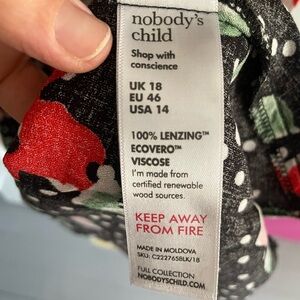 nobody's
child
Shop with
conscience
UK 18
EU 46
USA 14
100% LENZING™
ECOVERO™
VISCOSE
I'm made from
certified renewable
wood sources.
KEEP AWAY
FROM FIRE
MADE IN MOLDOVA
SKU: C222765BLK/18
FULL COLLECTION
NOBODYSCHILD.COM